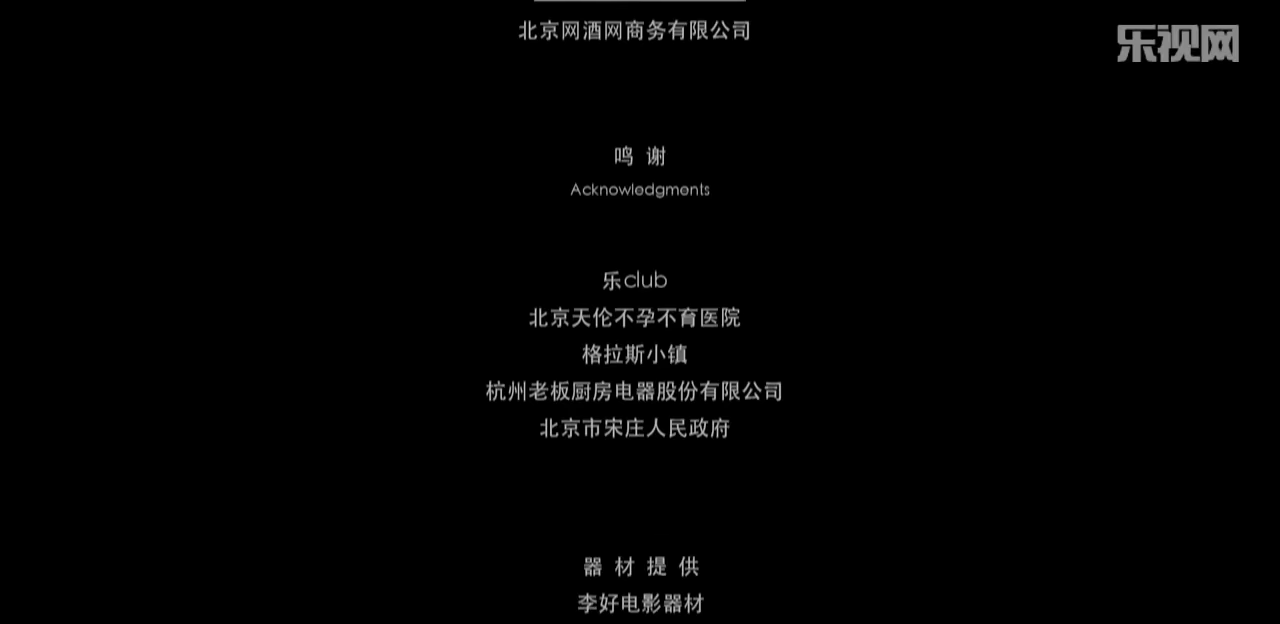 北京网酒网商务有限公司
乐视网
鸣 谢
Acknowledgments
乐club
北京天伦不孕不育医院
格拉斯小镇
杭州老板厨房电器股份有限公司
北京市宋庄人民政府
器 材 提 供
李好电影器材